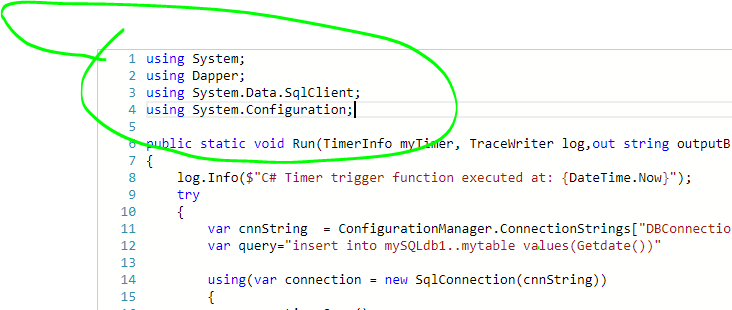 1 using System;
2 using Dapper;
3 using System.Data.SqlClient;
4 using System.Configuration;
5
6 public static void Run(TimerInfo myTimer, TraceWriter log,out string outputB
7 {
8 log.Info($"C# Timer trigger function executed at: {DateTime.Now}");
9 try
10 {
11 var cnnString = ConfigurationManager.ConnectionStrings["DBConnectio
12 var query="insert into mySQLdb1..mytable values(Getdate())"
13
14 using(var connection = new SqlConnection(cnnString))
15 {